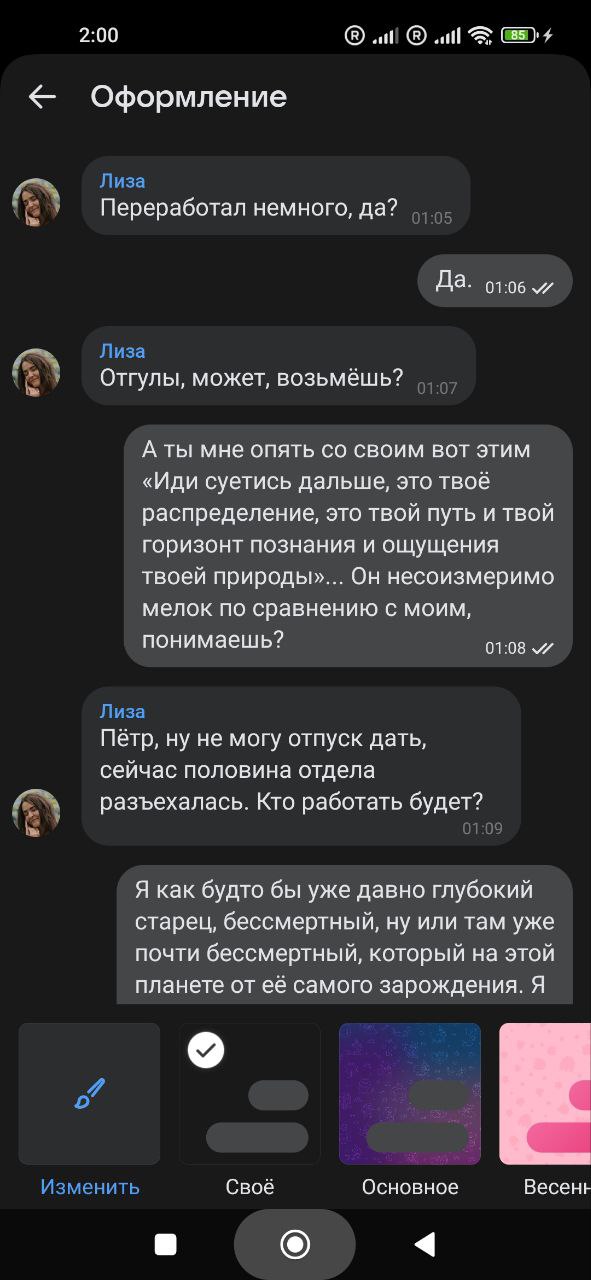 2:00
85
Оформление
Лиза
Переработал немного, да?
01:05
Да.
01:06
Лиза
Отгулы, может, возьмёшь?
01:07
А ты мне опять со своим вот этим
«Иди суетись дальше, это твоё
распределение, это твой путь и твой
горизонт познания и ощущения
твоей природы»... Он несоизмеримо
мелок по сравнению с моим,
понимаешь?
01:08
Лиза
Пётр, ну не могу отпуск дать,
сейчас половина отдела
разъехалась. Кто работать будет?
01:09
Я как будто бы уже давно глубокий
старец, бессмертный, ну или там уже
почти бессмертный, который на этой
планете от её самого зарождения. Я
Изменить
Своё
Основное
Весенн